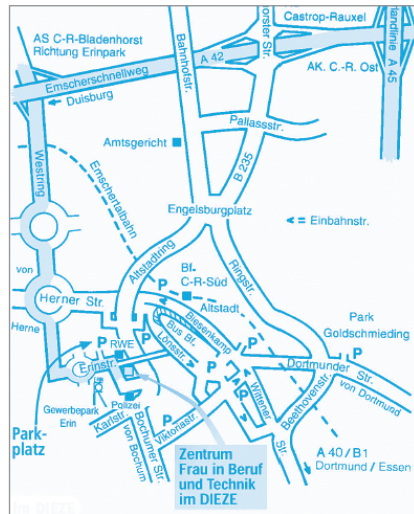 AS C-R-Bladenhorst
Richtung Erinpark
Castrop-Rauxel
Bahnhofstr.
orster Str.
A 42
Emscherschnellweg
Duisburg
AK. C.-R. Ost
A 45
Pallasstr.
Amtsgericht
Westring
Emschertalbahn
B 235
Engelsburgplatz
= Einbahnstr.
von
Altstadtring
Bf-
C-R-Süd
Ringstr.
P
Herner Str.
Altstadt
Park
Goldschmieding
Herne
Bus Bf.
Biesenkamp
Lönsstr.
P
RWE
P
P
P
P
Erinstr.
Dortmunder Str.
von Dortmund
Polizei
Wittener
Str.
P
Beethovenstr.
Gewerbepark
Erin
Karlstr.
P
Viktoriastr.
Park-
platz
Bochumer Str.
von Bochum
Zentrum
Frau in Beruf
und Technik
im DIEZE
A 40 / B1
Dortmund / Essen
im DIEZE